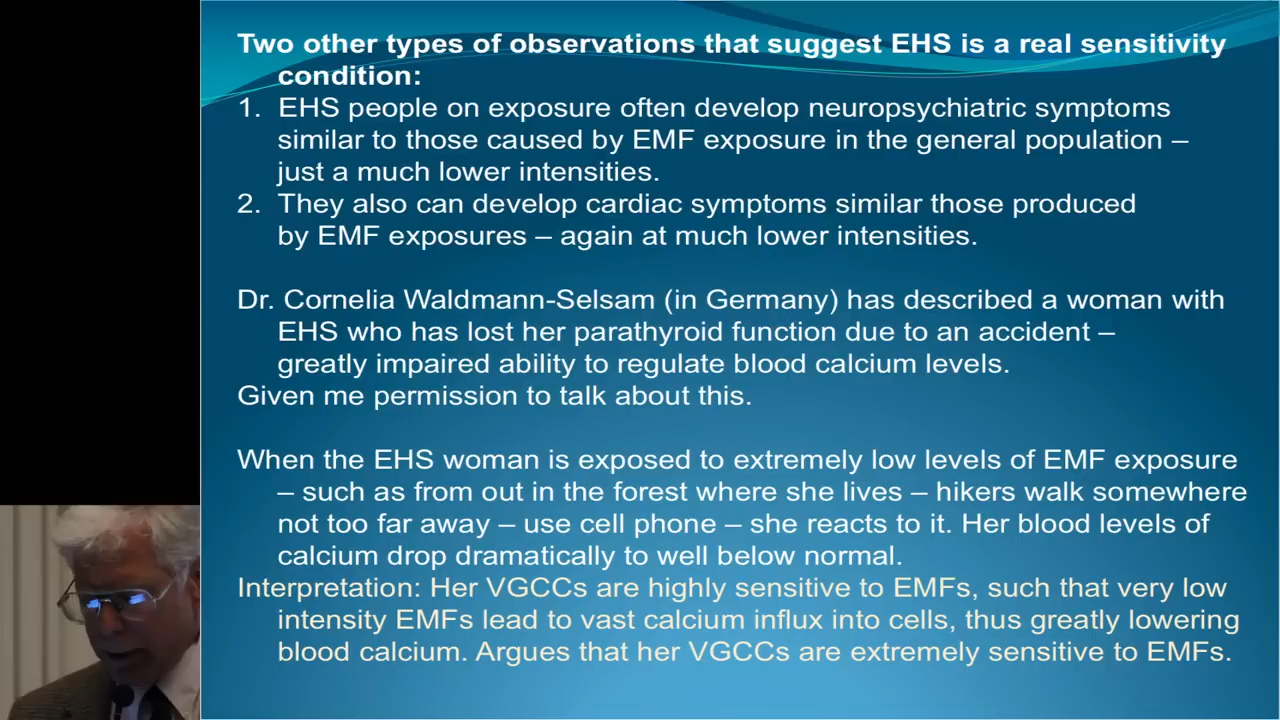 Two other types of observations that suggest EHS is a real sensitivity
condition:
1. EHS people on exposure often develop neuropsychiatric symptoms
similar to those caused by EMF exposure in the general population –
just a much lower intensities.
2. They also can develop cardiac symptoms similar those produced
by EMF exposures – again at much lower intensities.
Dr. Cornelia Waldmann-Selsam (in Germany) has described a woman with
EHS who has lost her parathyroid function due to an accident –
greatly impaired ability to regulate blood calcium levels.
Given me permission to talk about this.
When the EHS woman is exposed to extremely low levels of EMF exposure
– such as from out in the forest where she lives – hikers walk somewhere
not too far away – use cell phone – she reacts to it. Her blood levels of
calcium drop dramatically to well below normal.
Interpretation: Her VGCCs are highly sensitive to EMFs, such that very low
intensity EMFs lead to vast calcium influx into cells, thus greatly lowering
blood calcium. Argues that her VGCCs are extremely sensitive to EMFs.